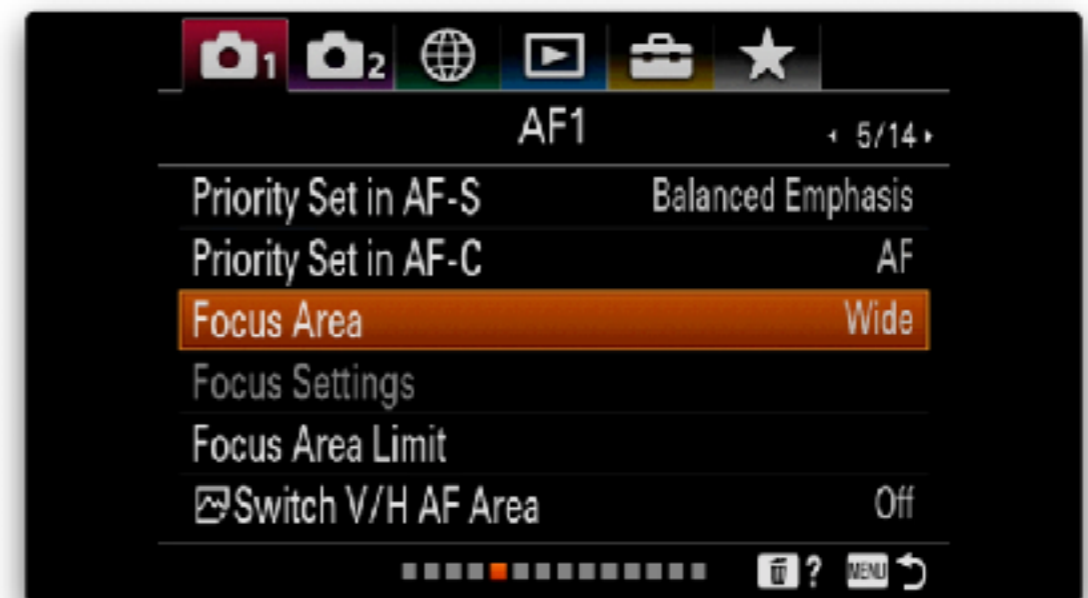 1 2
AF1 5/14
Priority Set in AF-S Balanced Emphasis
Priority Set in AF-C AF
Focus Area Wide
Focus Settings
Focus Area Limit
Switch V/H AF Area Off
? MENU